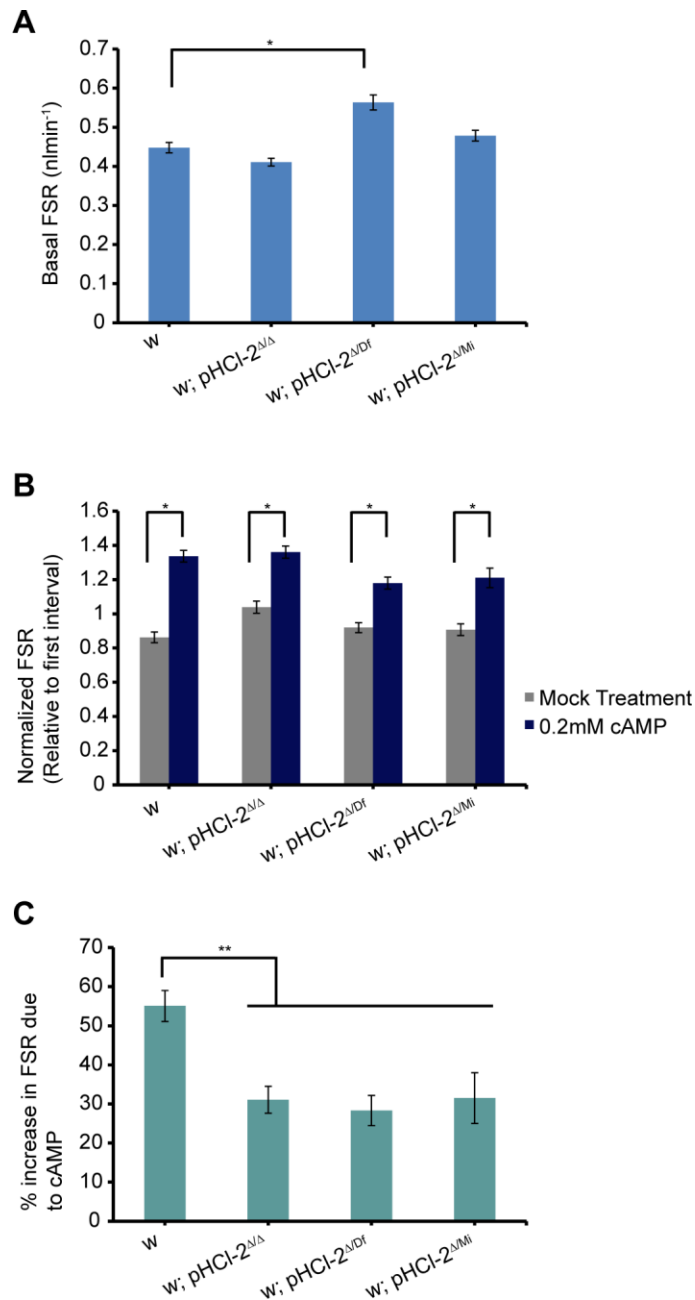 A
*
0.7
0.6
0.5
0.4
0.3
0.2
0.1
0
Basal FSR (nlmin⁻¹)
w
w; pHCl-2^Δ/Δ
w; pHCl-2^Δ/Df
w; pHCl-2^Δ/Mi
B
* * * *
1.6
1.4
1.2
1
0.8
0.6
0.4
0.2
0
Normalized FSR
(Relative to first interval)
Mock Treatment
0.2mM cAMP
w
w; pHCl-2^Δ/Δ
w; pHCl-2^Δ/Df
w; pHCl-2^Δ/Mi
C
**
70
60
50
40
30
20
10
0
% increase in FSR due
to cAMP
w
w; pHCl-2^Δ/Δ
w; pHCl-2^Δ/Df
w; pHCl-2^Δ/Mi